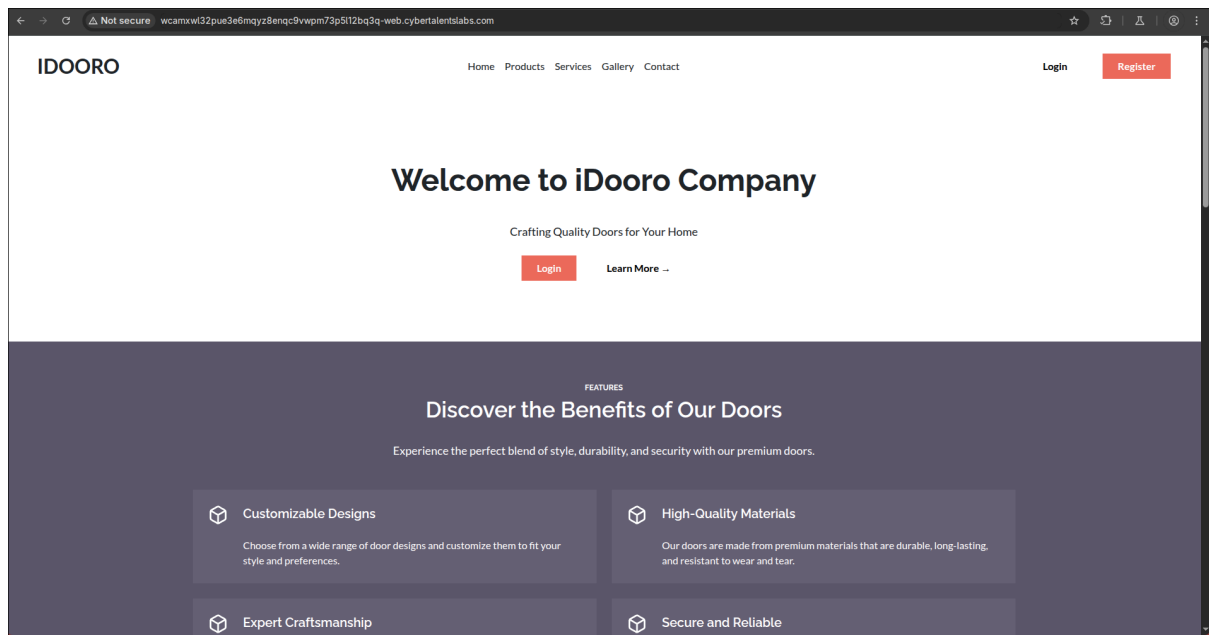 Not secure wcamxwl32pue3e6mqyz8enqc9vwpm73p5l12bq3q-web.cybertalentslabs.com
IDOORO
Home Products Services Gallery Contact
Login Register
Welcome to iDooro Company
Crafting Quality Doors for Your Home
Login Learn More →
FEATURES
Discover the Benefits of Our Doors
Experience the perfect blend of style, durability, and security with our premium doors.
Customizable Designs
Choose from a wide range of door designs and customize them to fit your
style and preferences.
High-Quality Materials
Our doors are made from premium materials that are durable, long-lasting,
and resistant to wear and tear.
Expert Craftsmanship
Secure and Reliable